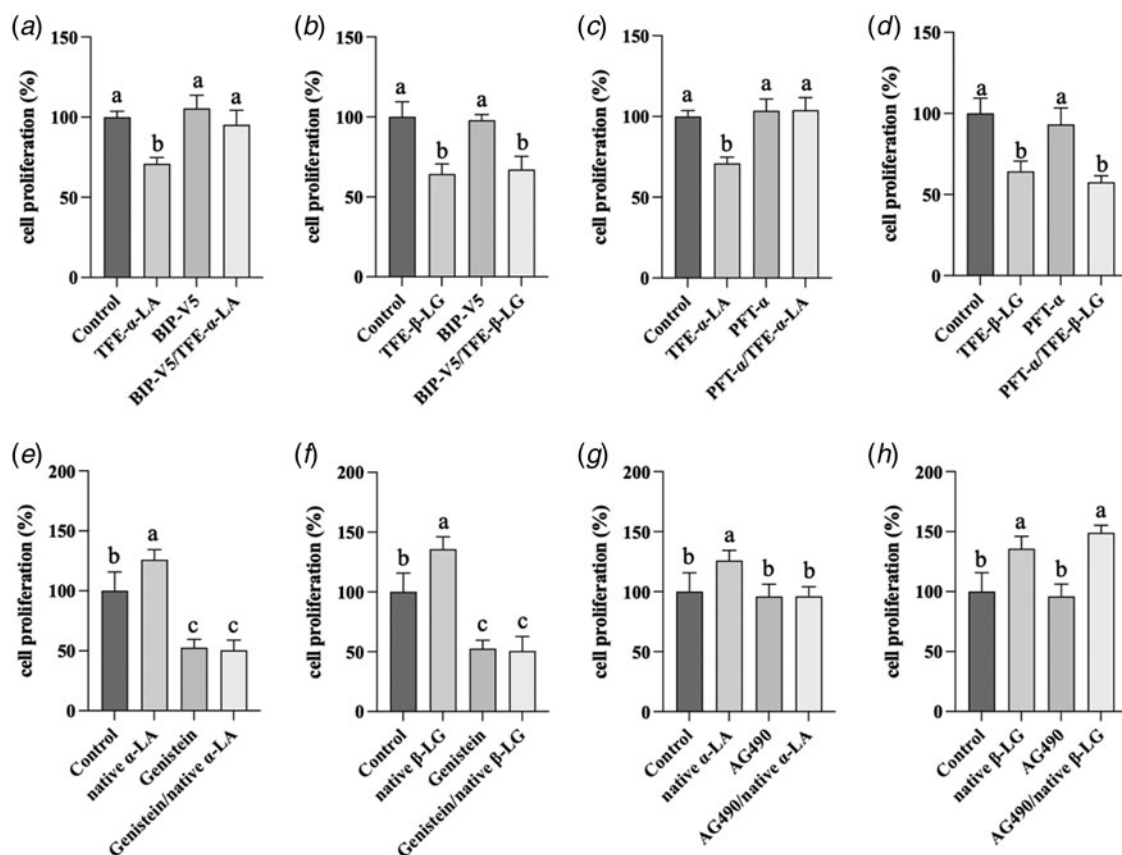 (a)
cell proliferation (%)
150
100
50
0
a
b
a
a
Control
TFE-α-LA
BIP-V5
BIP-V5/TFE-α-LA
(b)
cell proliferation (%)
150
100
50
0
a
b
a
b
Control
TFE-β-LG
BIP-V5
BIP-V5/TFE-β-LG
(c)
cell proliferation (%)
150
100
50
0
a
b
a
a
Control
TFE-α-LA
PFT-α
PFT-α/TFE-α-LA
(d)
cell proliferation (%)
150
100
50
0
a
b
a
b
Control
TFE-β-LG
PFT-α
PFT-α/TFE-β-LG
(e)
cell proliferation (%)
200
150
100
50
0
b
a
c
c
Control
native α-LA
Genistein
Genistein/native α-LA
(f)
cell proliferation (%)
200
150
100
50
0
b
a
c
c
Control
native β-LG
Genistein
Genistein/native β-LG
(g)
cell proliferation (%)
200
150
100
50
0
b
a
b
b
Control
native α-LA
AG490
AG490/native α-LA
(h)
cell proliferation (%)
200
150
100
50
0
b
a
b
a
Control
native β-LG
AG490
AG490/native β-LG